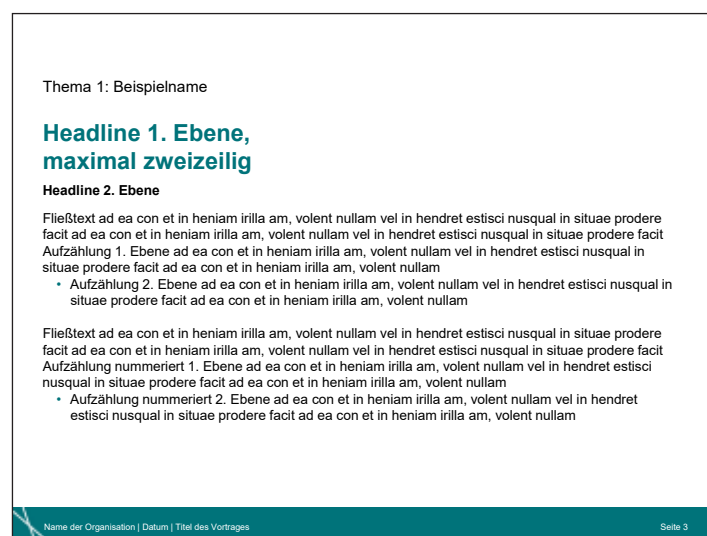 Thema 1: Beispielname
Headline 1. Ebene,
maximal zweizeilig
Headline 2. Ebene
Fließtext ad ea con et in heniam irilla am, volent nullam vel in hendret estisci nusqual in situae prodere
facit ad ea con et in heniam irilla am, volent nullam vel in hendret estisci nusqual in situae prodere facit
Aufzählung 1. Ebene ad ea con et in heniam irilla am, volent nullam vel in hendret estisci nusqual in
situae prodere facit ad ea con et in heniam irilla am, volent nullam
• Aufzählung 2. Ebene ad ea con et in heniam irilla am, volent nullam vel in hendret estisci nusqual in
situae prodere facit ad ea con et in heniam irilla am, volent nullam
Fließtext ad ea con et in heniam irilla am, volent nullam vel in hendret estisci nusqual in situae prodere
facit ad ea con et in heniam irilla am, volent nullam vel in hendret estisci nusqual in situae prodere facit
Aufzählung nummeriert 1. Ebene ad ea con et in heniam irilla am, volent nullam vel in hendret estisci
nusqual in situae prodere facit ad ea con et in heniam irilla am, volent nullam
• Aufzählung nummeriert 2. Ebene ad ea con et in heniam irilla am, volent nullam vel in hendret
estisci nusqual in situae prodere facit ad ea con et in heniam irilla am, volent nullam
Name der Organisation | Datum | Titel des Vortrages Seite 3